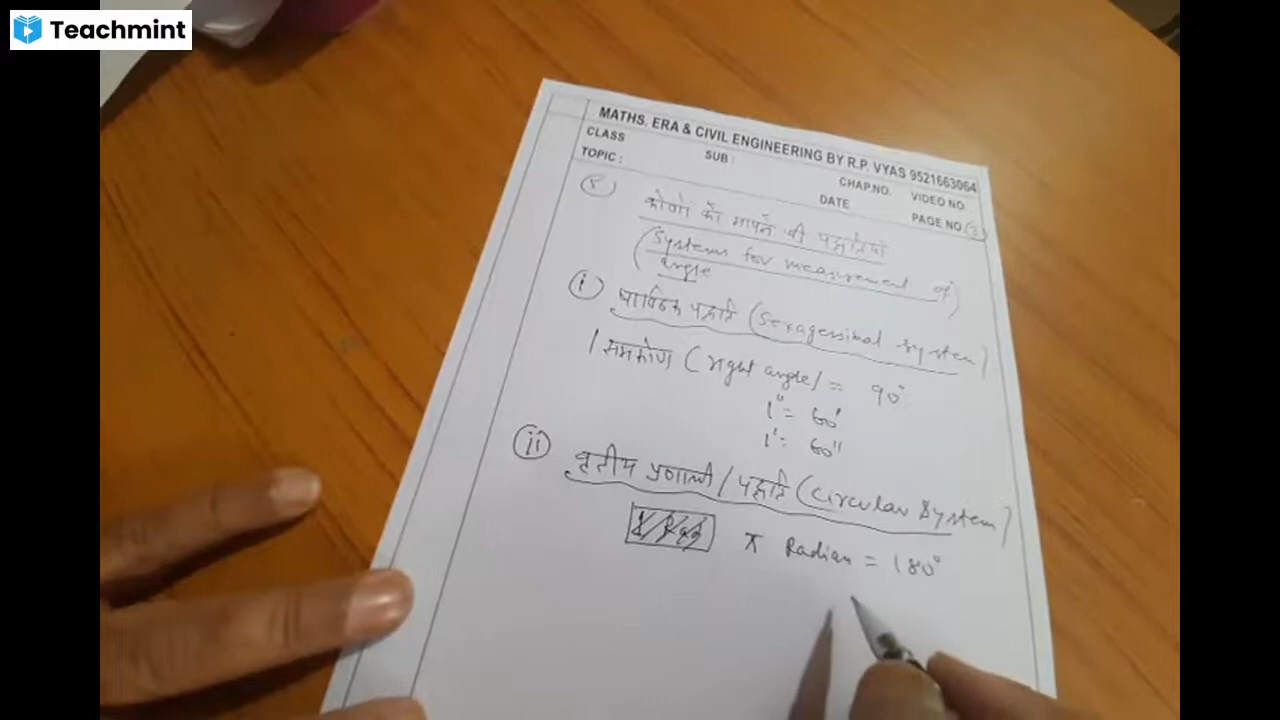 Teachmint
MATHS, ERA & CIVIL ENGINEERING BY R.P. VYAS 9521663064
CLASS SUB : CHAP.NO. VIDEO NO.
TOPIC : DATE PAGE NO. (3)
कोणो को मापने की पद्धतियां
(Systems for measurement of
angle)
(i) षाष्ठिक पद्धति (Sexagesimal system)
1 समकोण (right angle) = 90°
1° = 60'
1' = 60"
(ii) वृतीय प्रणाली / पद्धति (Circular System)
π Radian = 180°